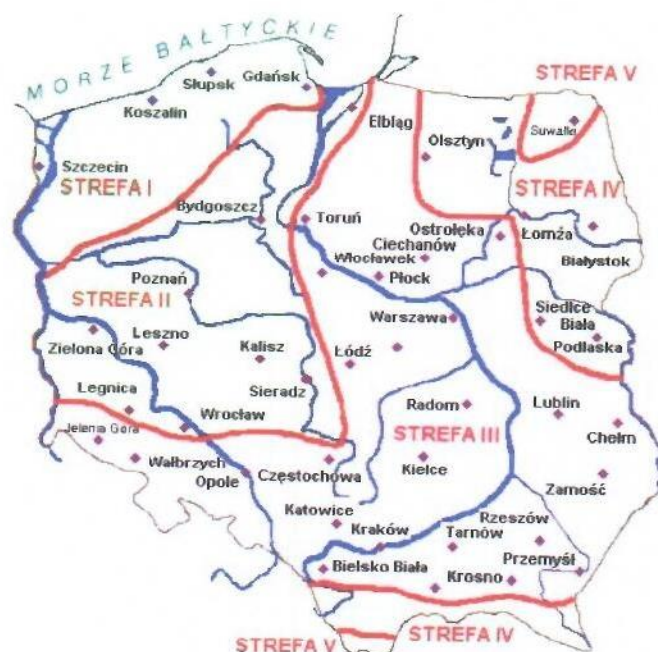 MORZE BAŁTYCKIE
STREFA V
Słupsk
Gdańsk
Koszalin
Elbląg
Suwałki
Olsztyn
Szczecin
STREFA I
STREFA IV
Bydgoszcz
Toruń
Ostrołęka
Łomża
Ciechanów
Włocławek
Białystok
Płock
Poznań
STREFA II
Siedlce
Warszawa
Biała
Podlaska
Zielona Góra
Leszno
Kalisz
Łódź
Sieradz
Legnica
Radom
Lublin
Wrocław
Jelenia Góra
STREFA III
Chełm
Wałbrzych
Opole
Częstochowa
Kielce
Zamość
Katowice
Rzeszów
Kraków
Tarnów
Przemyśl
Bielsko Biała
Krosno
STREFA V
STREFA IV